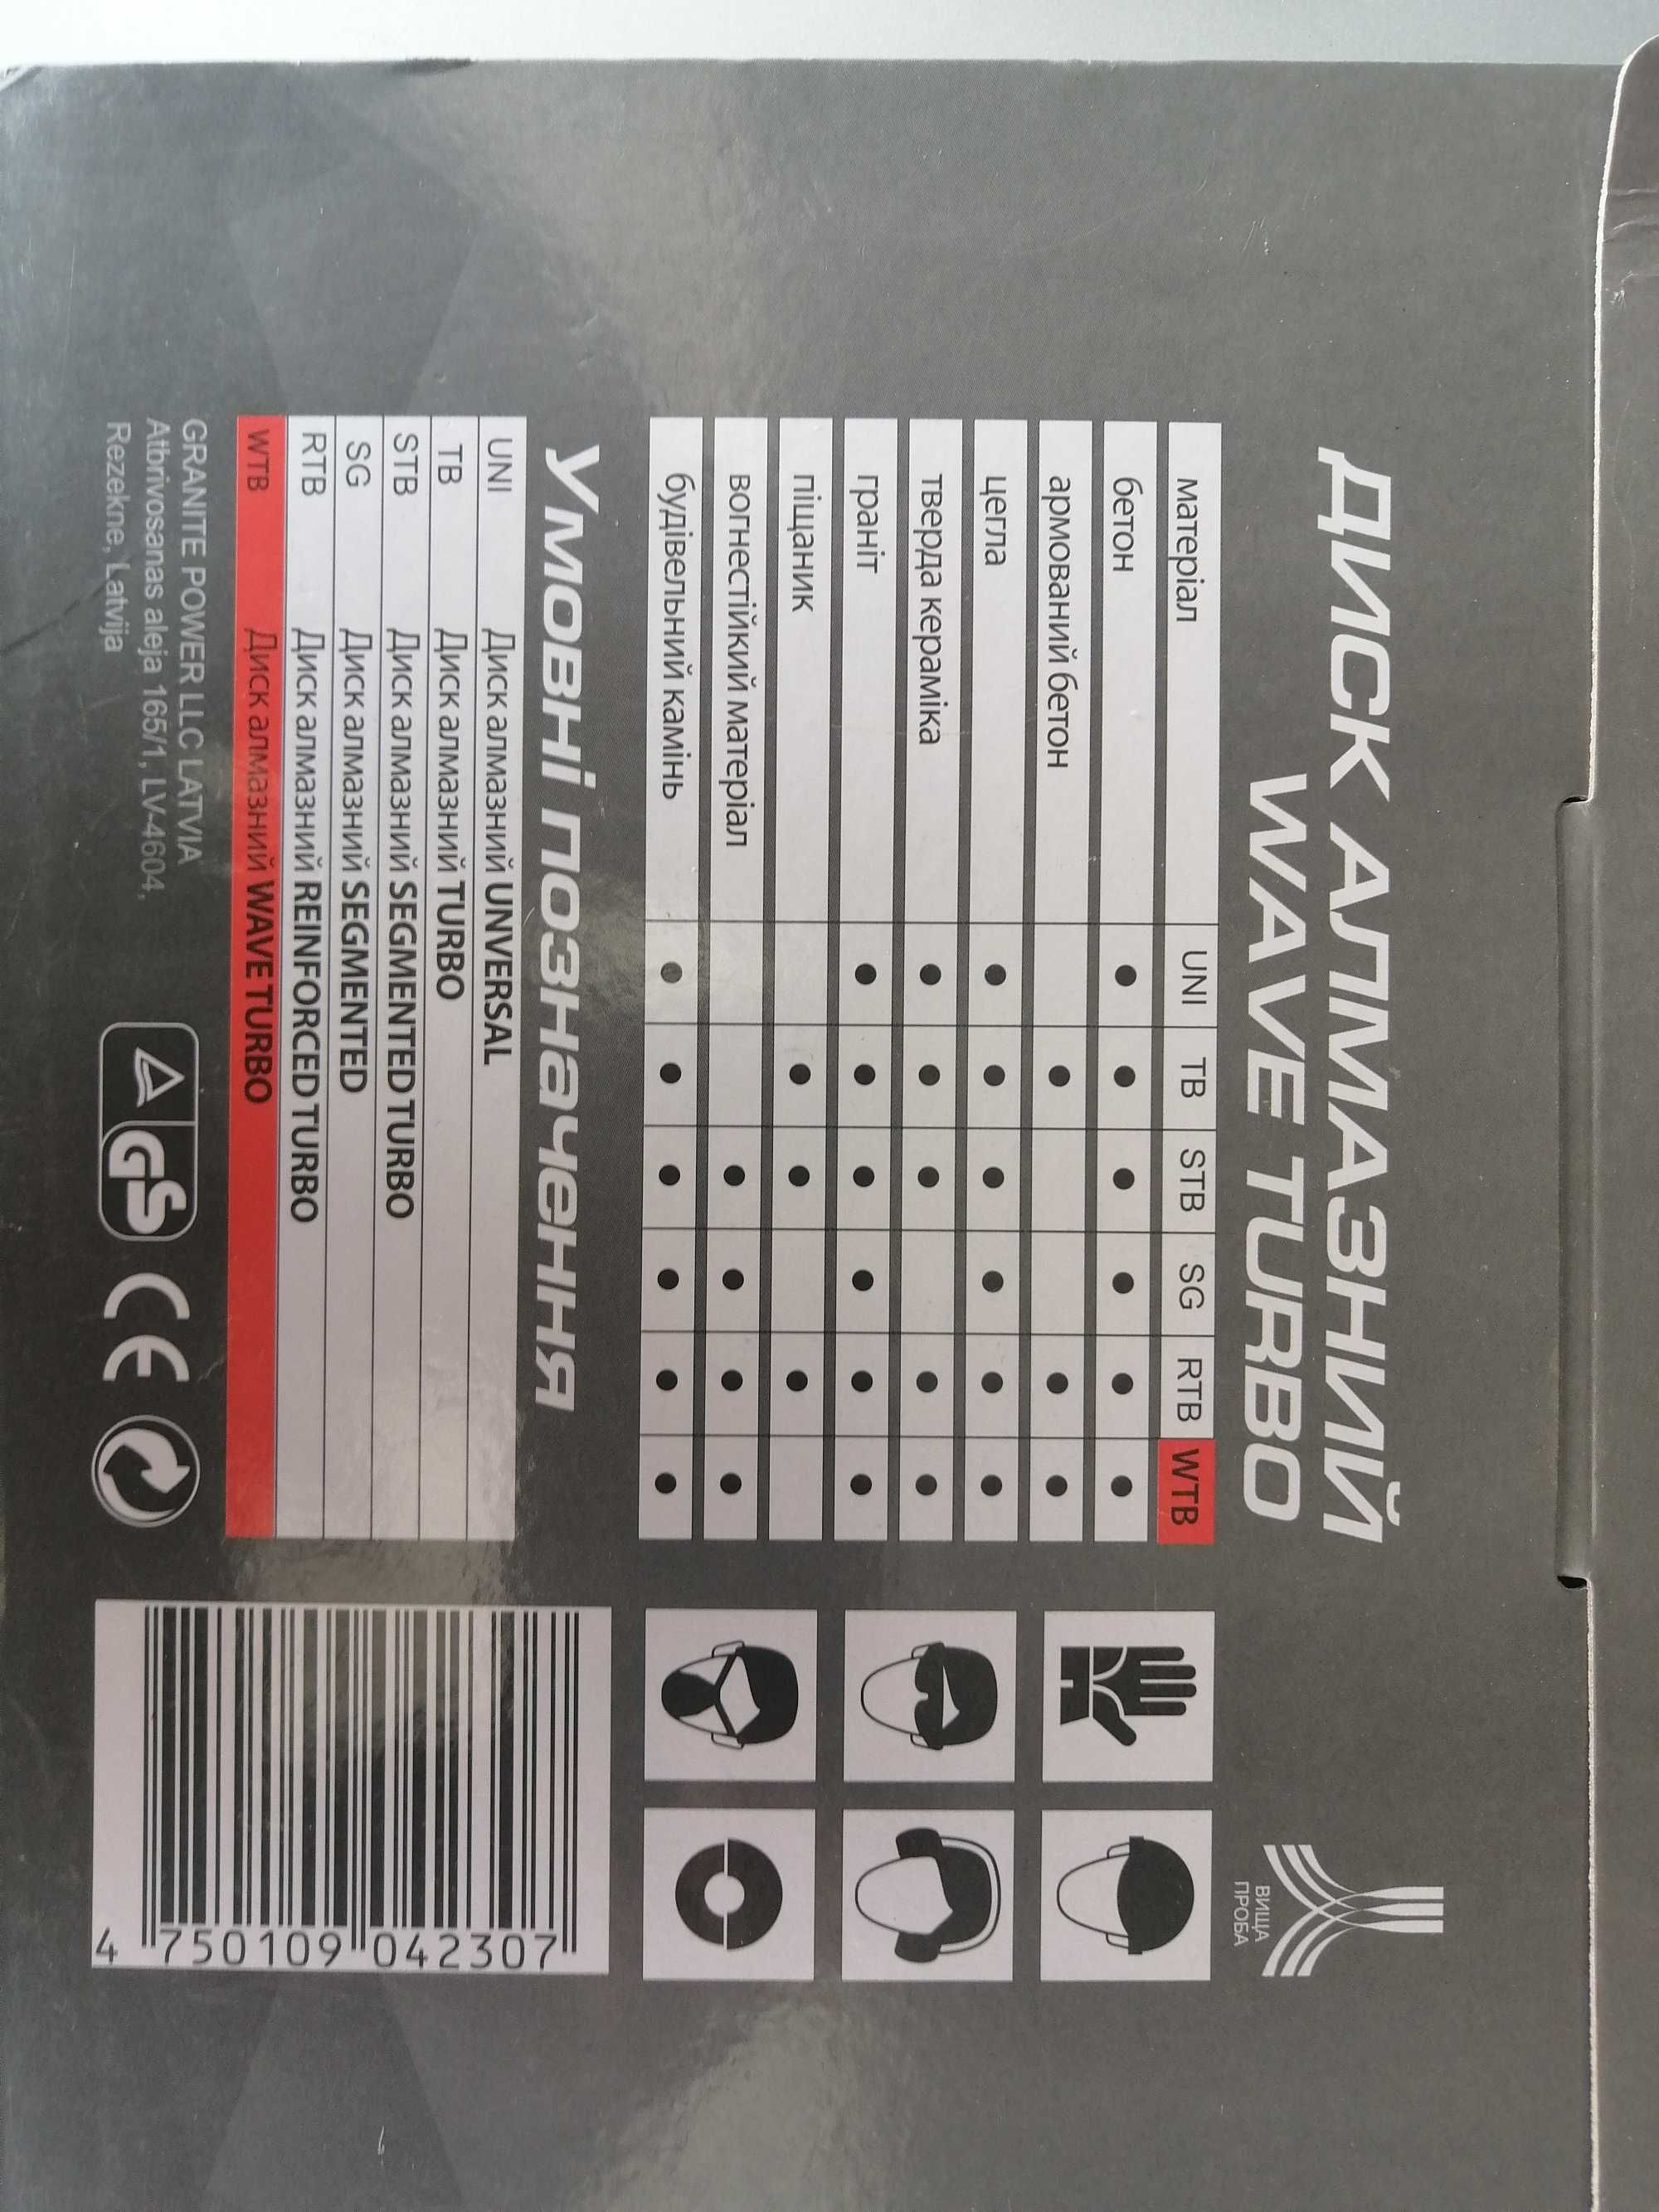 ДИСК АЛМАЗНИЙ
WAVE TURBO
ВИЩА
ПРОБА
матеріал UNI TB STB SG RTB WTB
бетон ● ● ● ● ● ●
армований бетон ● ● ●
цегла ● ● ● ● ● ●
тверда кераміка ● ● ● ● ●
граніт ● ● ● ● ● ●
піщаник ● ● ●
вогнестійкий матеріал ● ● ● ●
будівельний камінь ● ● ● ● ● ●
Умовні позначення
UNI Диск алмазний UNVERSAL
TB Диск алмазний TURBO
STB Диск алмазний SEGMENTED TURBO
SG Диск алмазний SEGMENTED
RTB Диск алмазний REINFORCED TURBO
WTB Диск алмазний WAVE TURBO
GRANITE POWER LLC LATVIA
Atbrivosanas aleja 165/1, LV-4604,
Rezekne, Latvija
GS CE
4 750109 042307